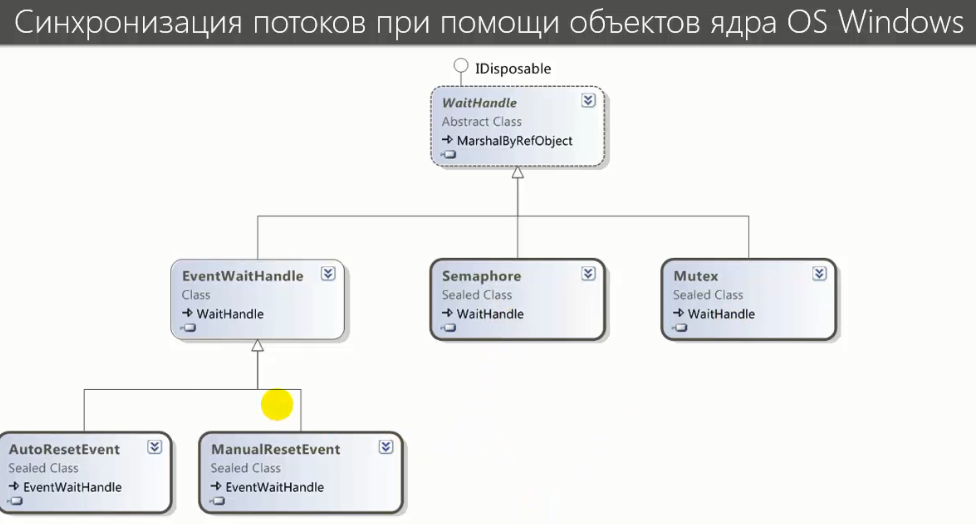 Синхронизация потоков при помощи объектов ядра OS Windows
IDisposable
WaitHandle
Abstract Class
MarshalByRefObject
EventWaitHandle
Class
WaitHandle
Semaphore
Sealed Class
WaitHandle
Mutex
Sealed Class
WaitHandle
AutoResetEvent
Sealed Class
EventWaitHandle
ManualResetEvent
Sealed Class
EventWaitHandle